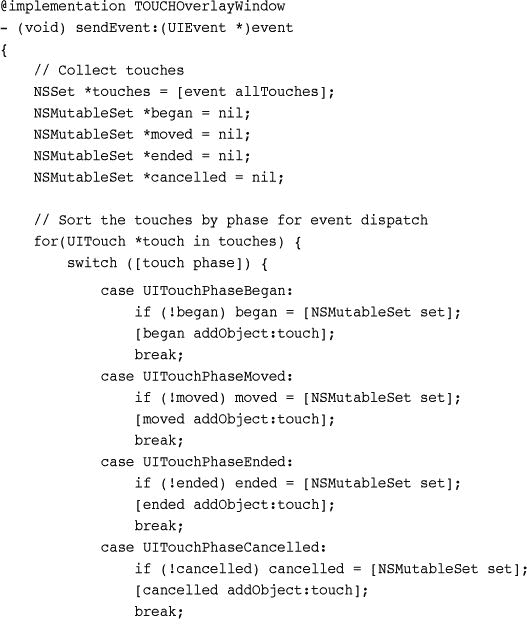 @implementation TOUCHOverlayWindow
- (void) sendEvent:(UIEvent *)event
{
    // Collect touches
    NSSet *touches = [event allTouches];
    NSMutableSet *began = nil;
    NSMutableSet *moved = nil;
    NSMutableSet *ended = nil;
    NSMutableSet *cancelled = nil;

    // Sort the touches by phase for event dispatch
    for(UITouch *touch in touches) {
        switch ([touch phase]) {
            case UITouchPhaseBegan:
                if (!began) began = [NSMutableSet set];
                [began addObject:touch];
                break;
            case UITouchPhaseMoved:
                if (!moved) moved = [NSMutableSet set];
                [moved addObject:touch];
                break;
            case UITouchPhaseEnded:
                if (!ended) ended = [NSMutableSet set];
                [ended addObject:touch];
                break;
            case UITouchPhaseCancelled:
                if (!cancelled) cancelled = [NSMutableSet set];
                [cancelled addObject:touch];
                break;